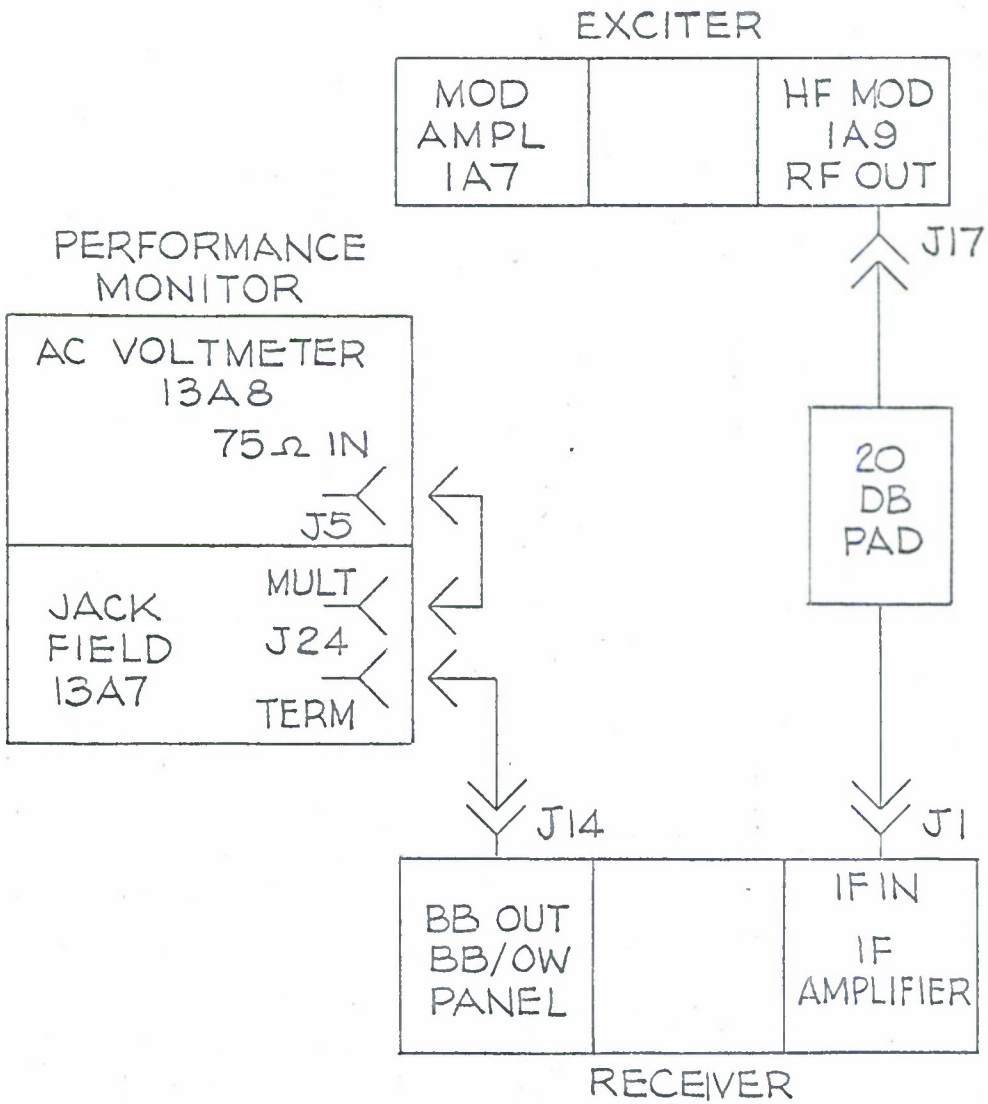 EXCITER
MOD
AMPL
1A7
HF MOD
1A9
RF OUT
J17
PERFORMANCE
MONITOR
AC VOLTMETER
13A8
75Ω IN
J5
MULT
J24
TERM
JACK
FIELD
13A7
20
DB
PAD
J14
J1
BB OUT
BB/OW
PANEL
IF IN
IF
AMPLIFIER
RECEIVER